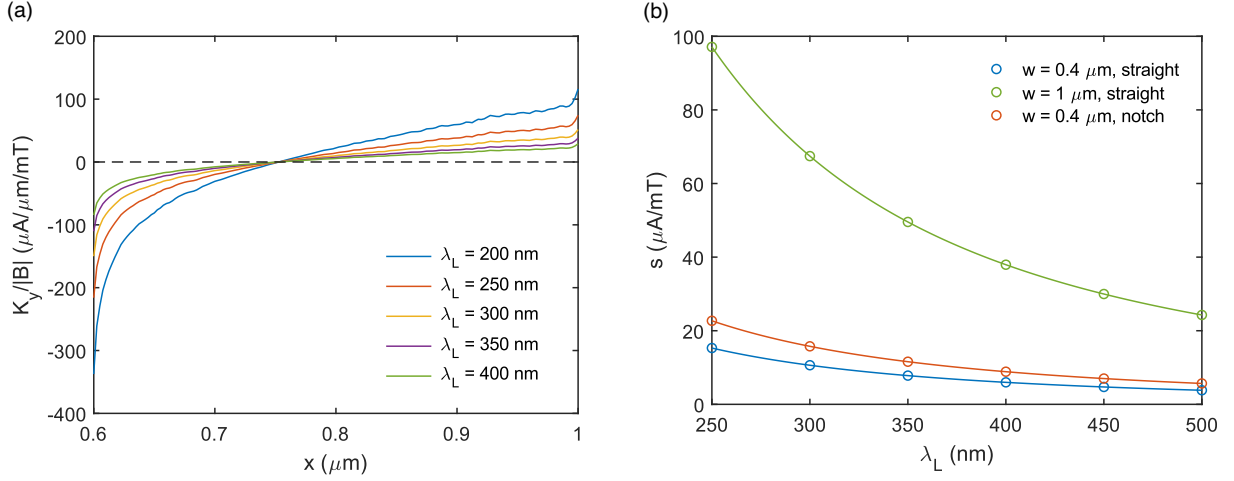 (a)
200
100
0
-100
-200
-300
-400
K_y/|B| (μA/μm/mT)
λ_L = 200 nm
λ_L = 250 nm
λ_L = 300 nm
λ_L = 350 nm
λ_L = 400 nm
0.6 0.7 0.8 0.9 1
x (μm)
(b)
100
80
60
40
20
0
s (μA/mT)
w = 0.4 μm, straight
w = 1 μm, straight
w = 0.4 μm, notch
250 300 350 400 450 500
λ_L (nm)